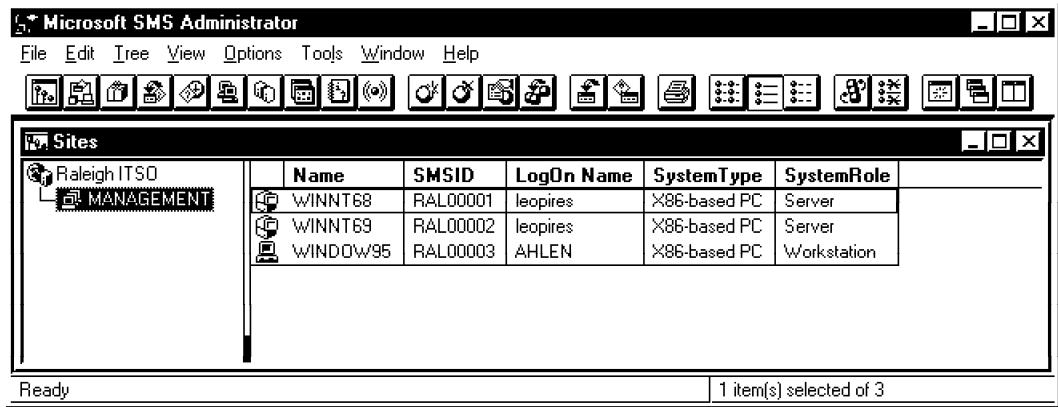 Microsoft SMS Administrator
File Edit Tree View Options Tools Window Help
Sites
Raleigh ITSO
MANAGEMENT
Name SMSID LogOn Name SystemType SystemRole
WINNT68 RAL00001 leopires X86-based PC Server
WINNT69 RAL00002 leopires X86-based PC Server
WINDOW95 RAL00003 AHLEN X86-based PC Workstation
Ready 1 item(s) selected of 3